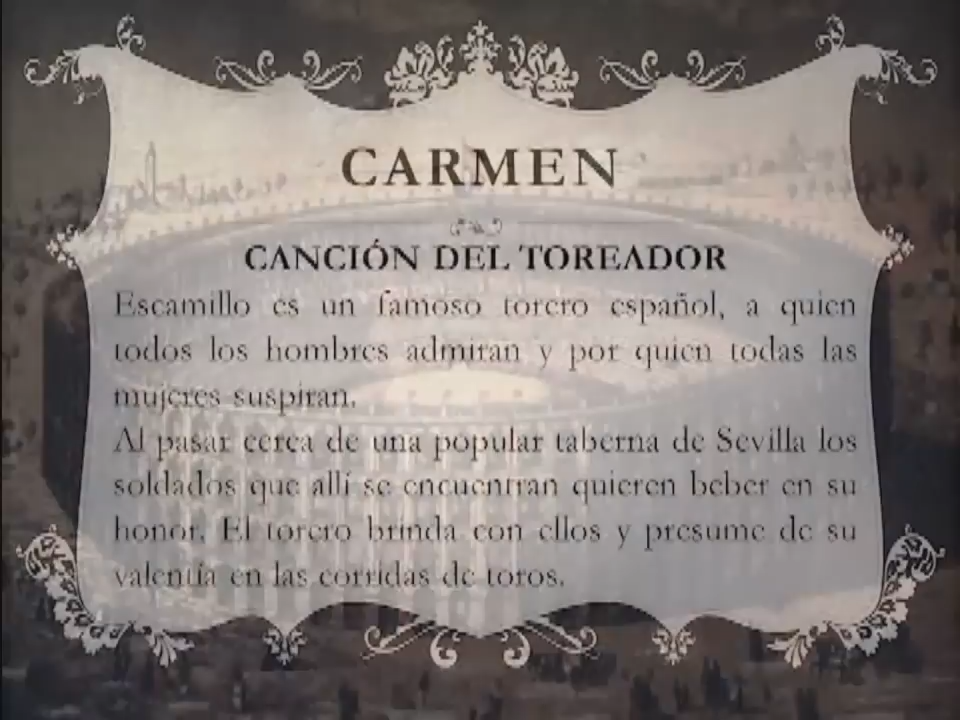 CARMEN
CANCIÓN DEL TOREADOR
Escamillo es un famoso torero español, a quien
todos los hombres admiran y por quien todas las
mujeres suspiran.
Al pasar cerca de una popular taberna de Sevilla los
soldados que allí se encuentran quieren beber en su
honor. El torero brinda con ellos y presume de su
valentía en las corridas de toros.